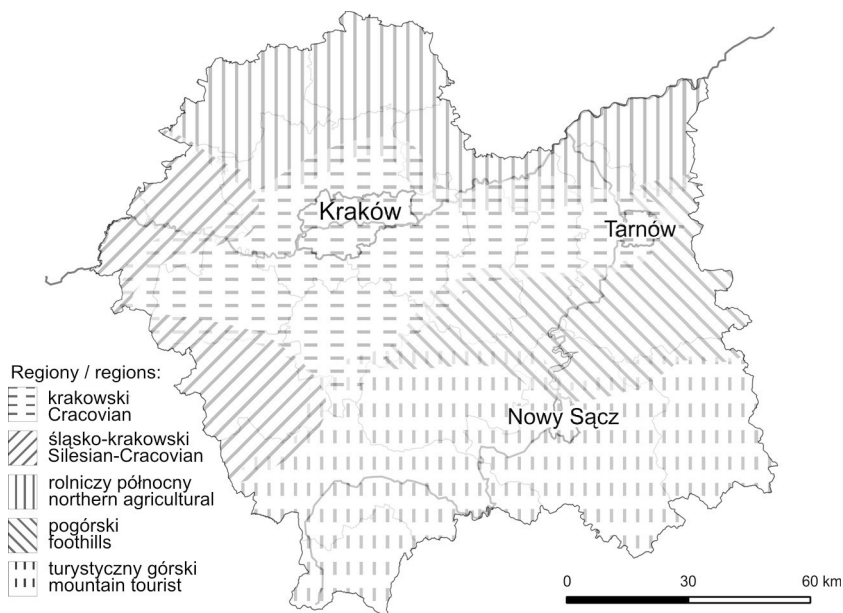 Kraków
Tarnów
Nowy Sącz
Regiony / regions:
krakowski
Cracovian
śląsko-krakowski
Silesian-Cracovian
rolniczy północny
northern agricultural
pogórski
foothills
turystyczny górski
mountain tourist
0 30 60 km